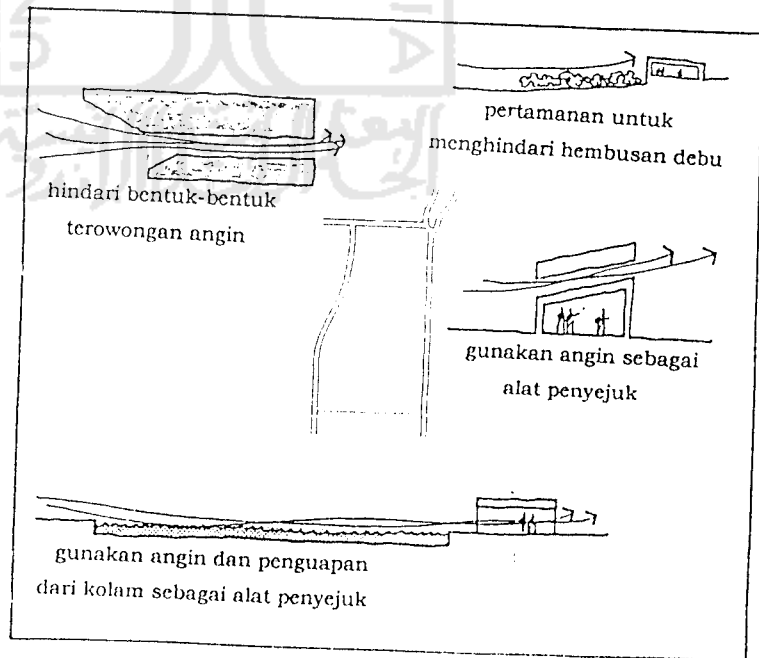 pertamanan untuk
menghindari hembusan debu
hindari bentuk-bentuk
terowongan angin
gunakan angin sebagai
alat penyejuk
gunakan angin dan penguapan
dari kolam sebagai alat penyejuk